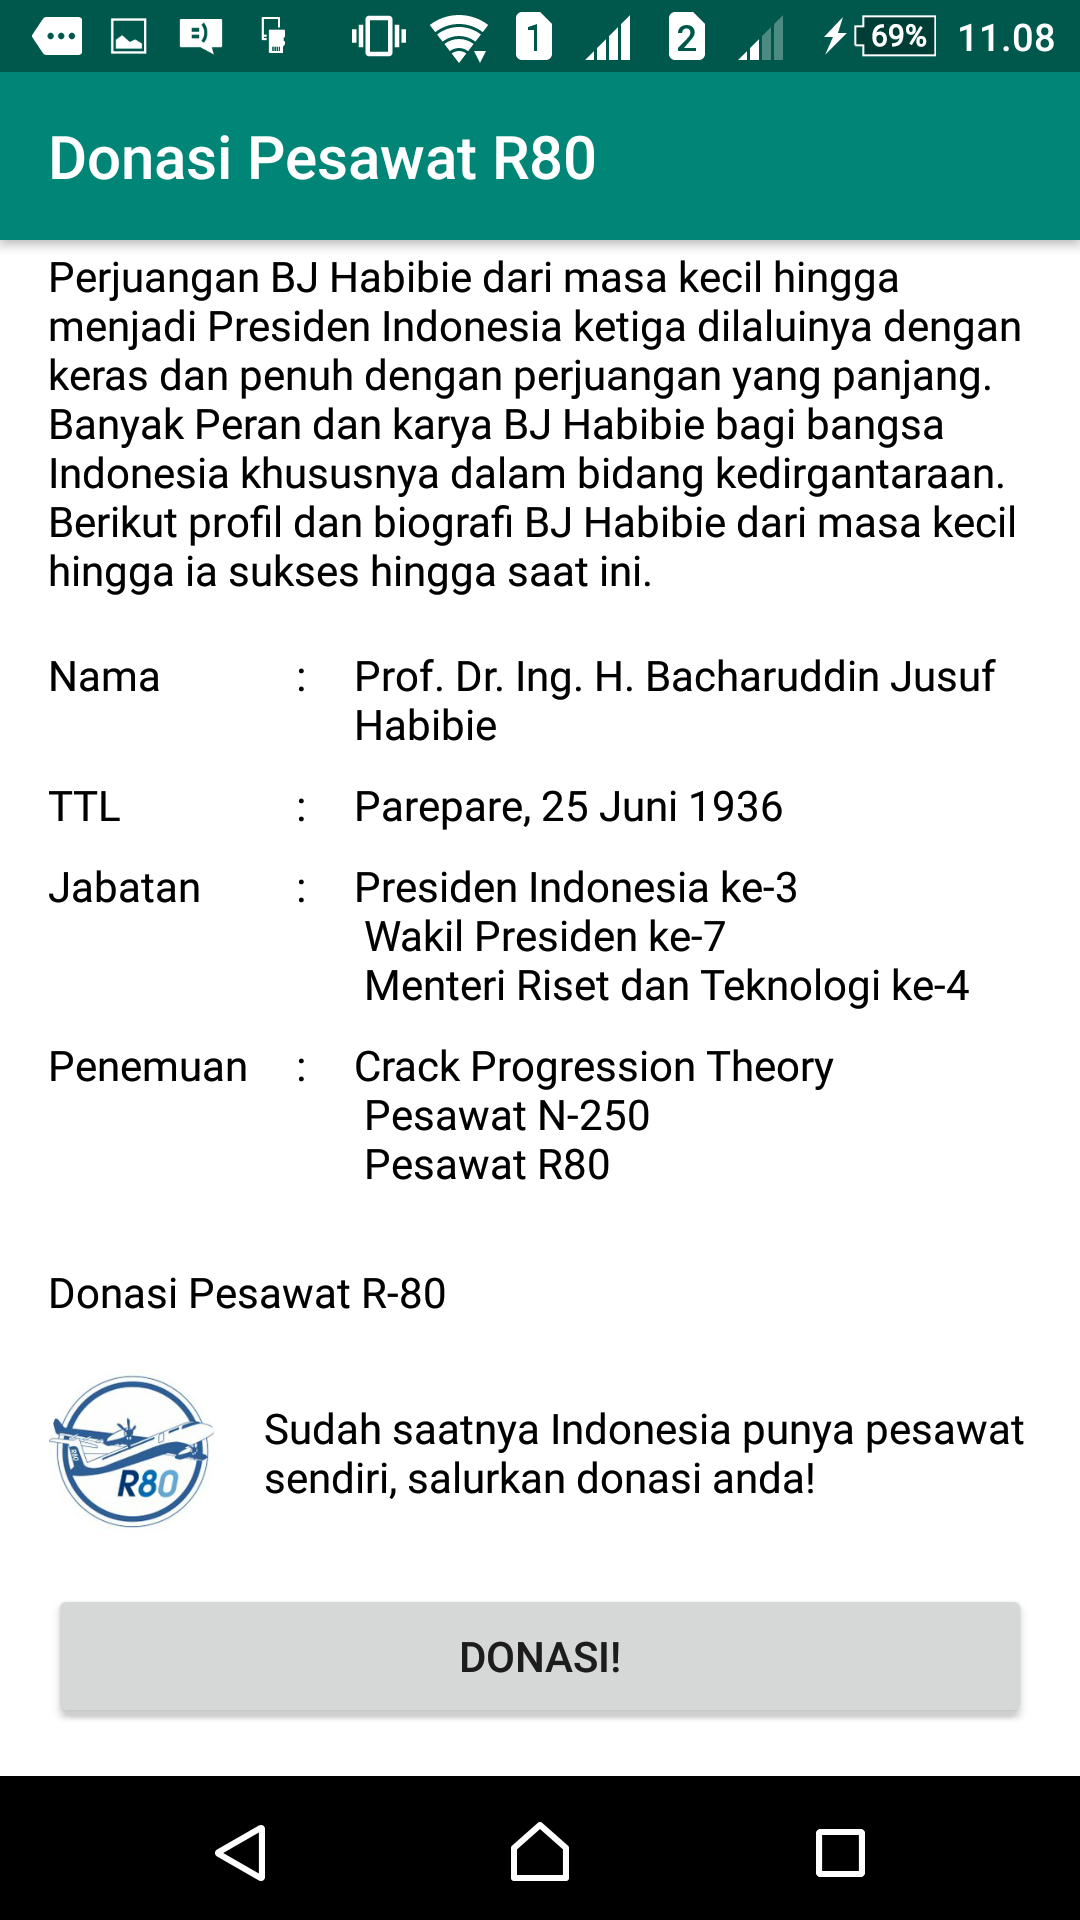 1
2
69%
11.08
Donasi Pesawat R80
Perjuangan BJ Habibie dari masa kecil hingga
menjadi Presiden Indonesia ketiga dilaluinya dengan
keras dan penuh dengan perjuangan yang panjang.
Banyak Peran dan karya BJ Habibie bagi bangsa
Indonesia khususnya dalam bidang kedirgantaraan.
Berikut profil dan biografi BJ Habibie dari masa kecil
hingga ia sukses hingga saat ini.
Nama : Prof. Dr. Ing. H. Bacharuddin Jusuf
Habibie
TTL : Parepare, 25 Juni 1936
Jabatan : Presiden Indonesia ke-3
Wakil Presiden ke-7
Menteri Riset dan Teknologi ke-4
Penemuan : Crack Progression Theory
Pesawat N-250
Pesawat R80
Donasi Pesawat R-80
R80
Sudah saatnya Indonesia punya pesawat
sendiri, salurkan donasi anda!
DONASI!